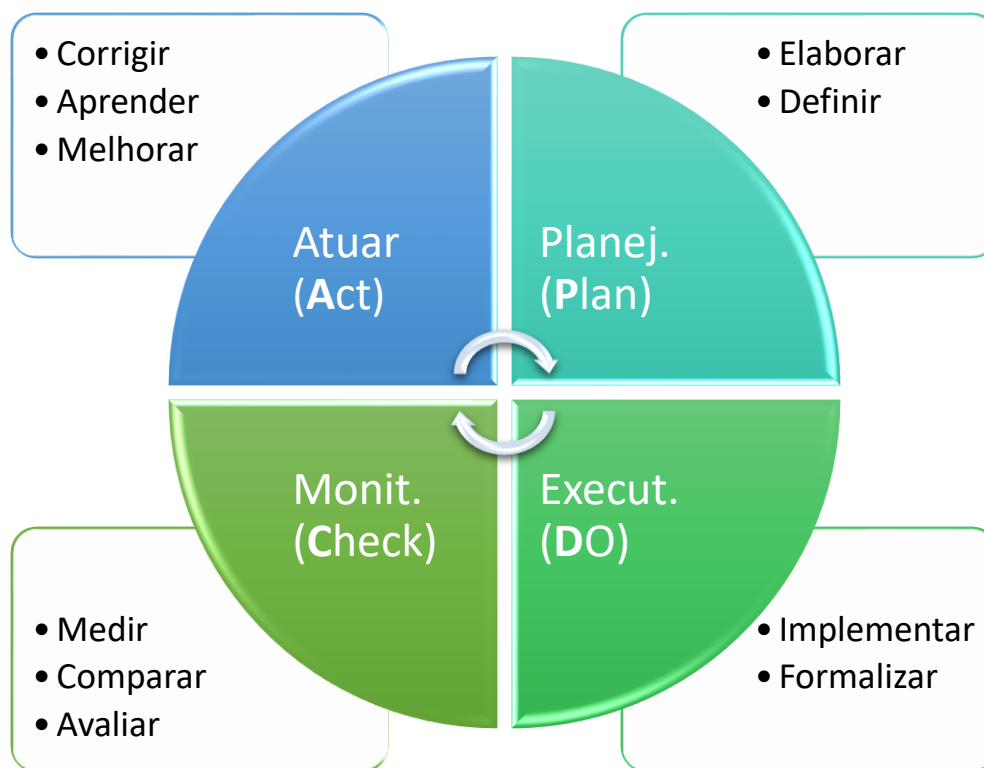 • Corrigir
• Aprender
• Melhorar
• Elaborar
• Definir
Atuar
(Act)
Planej.
(Plan)
Monit.
(Check)
Execut.
(DO)
• Medir
• Comparar
• Avaliar
• Implementar
• Formalizar